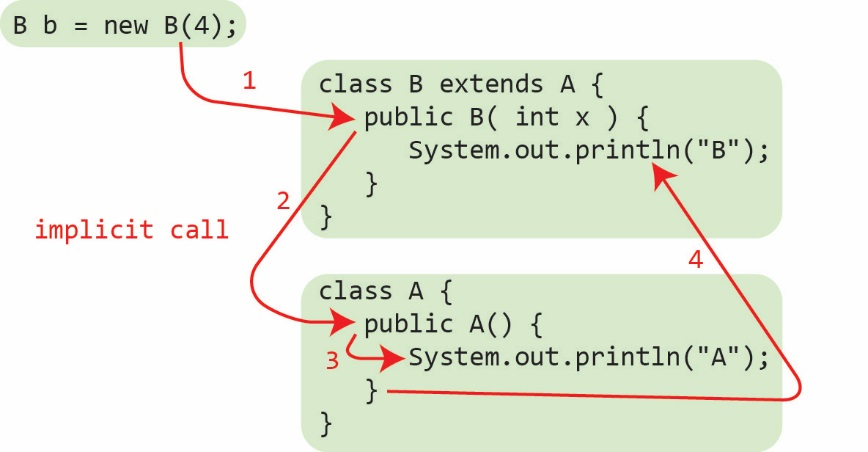 B b = new B(4);
1
class B extends A {
public B( int x ) {
System.out.println("B");
}
}
2
implicit call
4
class A {
public A() {
3
System.out.println("A");
}
}